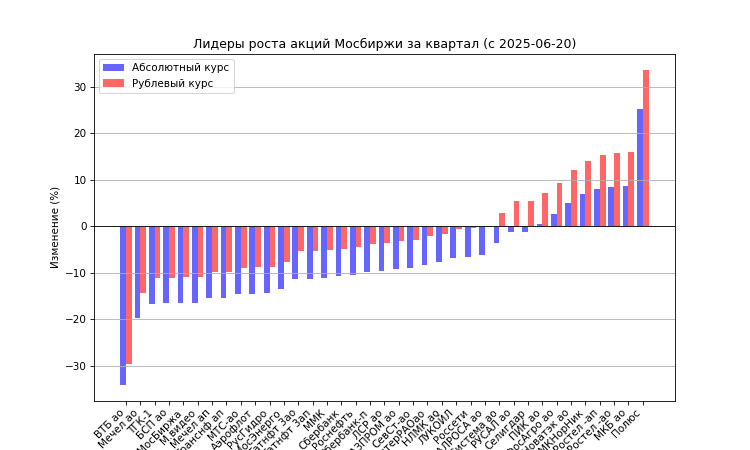 Лидеры роста акций Мосбиржи за квартал (с 2025-06-20)
Абсолютный курс
Рублевый курс
Изменение (%)
30
20
10
0
−10
−20
−30
ВТБ ао
Мечел ао
ТГК-1
БСП ао
МосБиржа
М.видео
Мечел ап
МТС-ао
Аэрофлот
РусГидро
ММК
Сбербанк
Роснефть
ЛСР ао
СевСт-ао
НЛМК ао
ЛУКОЙЛ
Россети
РУСАЛ ао
Селигдар
ПИК ао
Ростел -ап
Ростел -ао
МКБ ао
Полюс